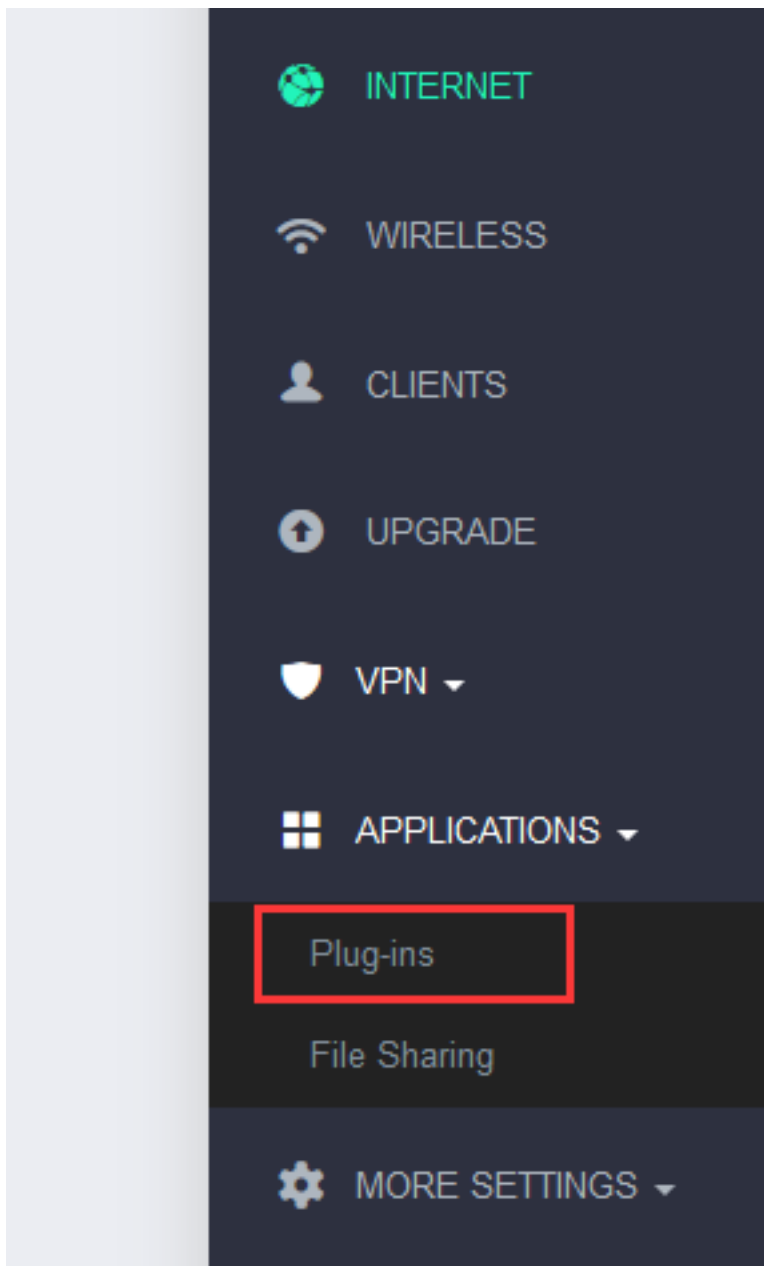 INTERNET
WIRELESS
CLIENTS
UPGRADE
VPN
APPLICATIONS
Plug-ins
File Sharing
MORE SETTINGS